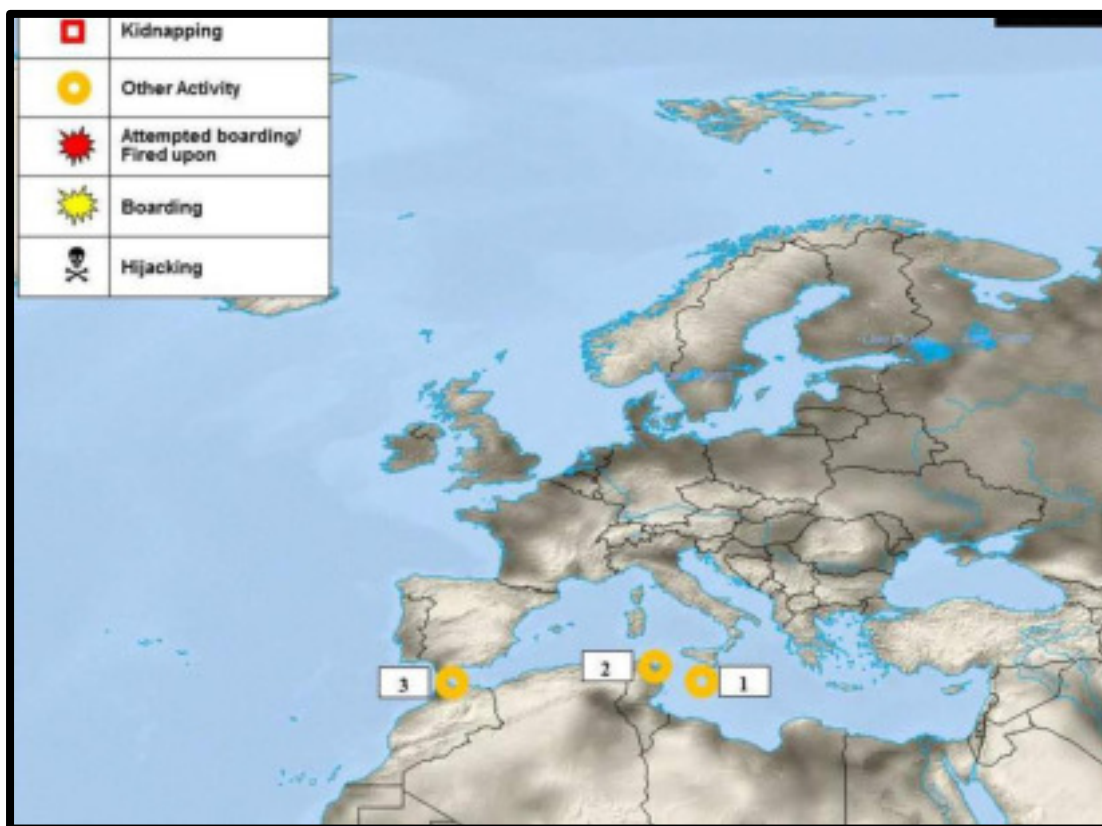 Kidnapping
Other Activity
Attempted boarding/
Fired upon
Boarding
Hijacking
2
3
1